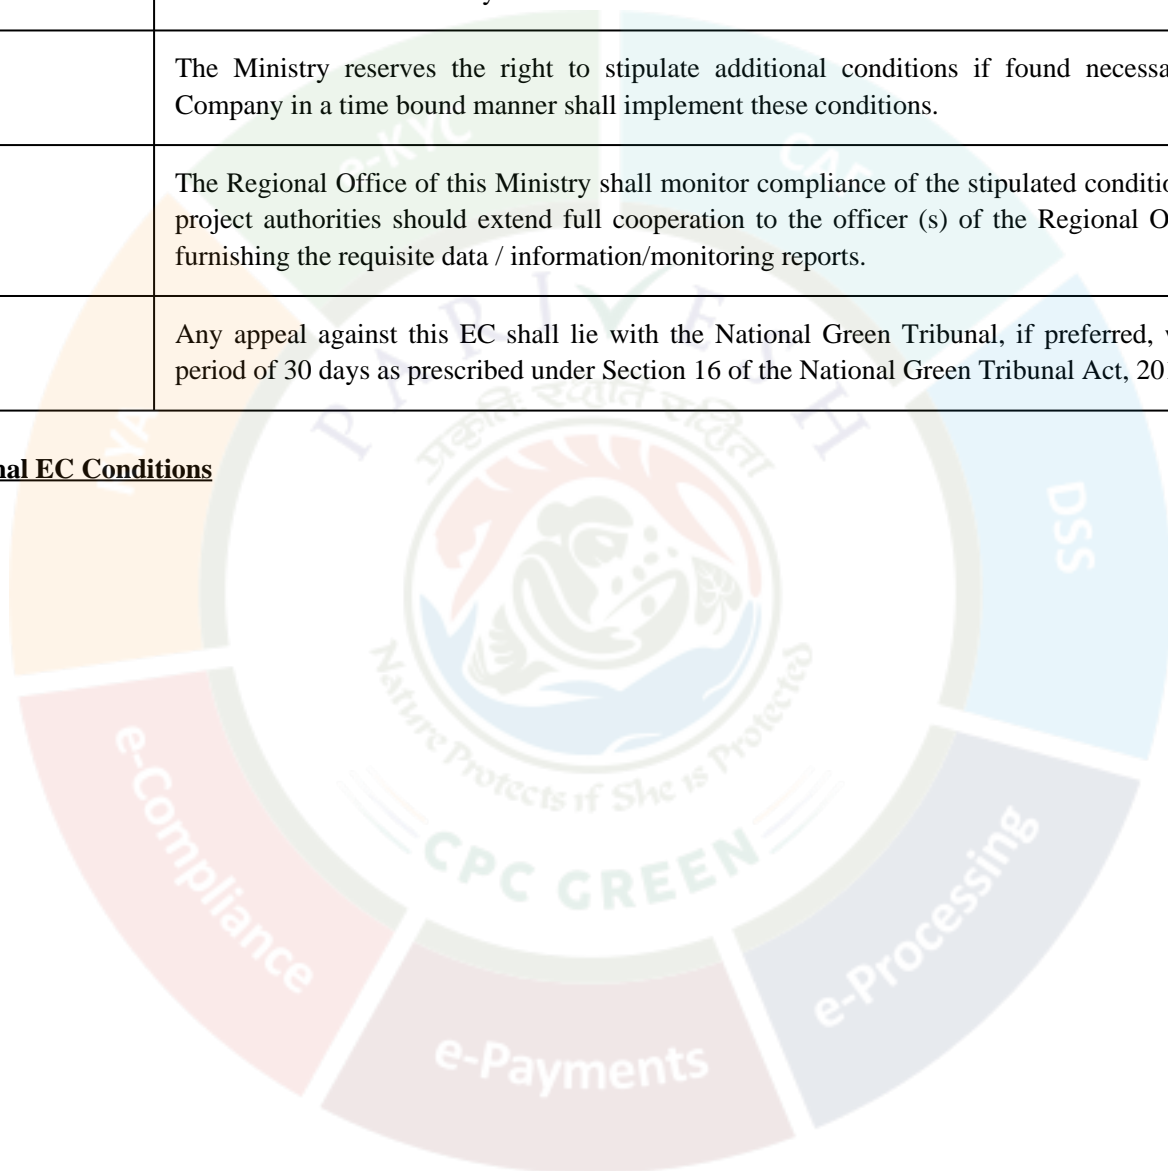 The Ministry reserves the right to stipulate additional conditions if found
Company in a time bound manner shall implement these conditions.
The Regional Office of this Ministry shall monitor compliance of the stipulated
project authorities should extend full cooperation to the officer (s) of the Regional
furnishing the requisite data / information/monitoring reports.
Any appeal against this EC shall lie with the National Green Tribunal, if preferred,
period of 30 days as prescribed under Section 16 of the National Green Tribunal Act,
EC Conditions
e-KYC
CAF
PARIVESH
प्रकृति रक्षति रक्षिता
DSS
Nature Protects if She is Protected
CPC GREEN
e-Compliance
e-Processing
e-Payments